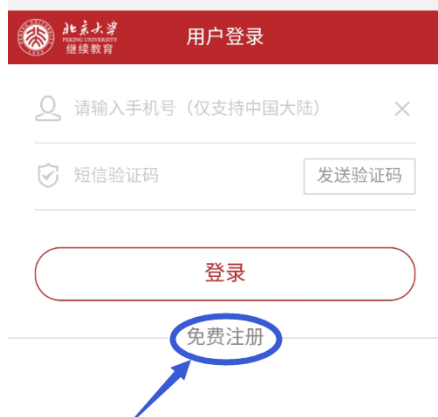 北京大学
PEKING UNIVERSITY
继续教育
用户登录
请输入手机号（仅支持中国大陆）
短信验证码
发送验证码
登录
免费注册